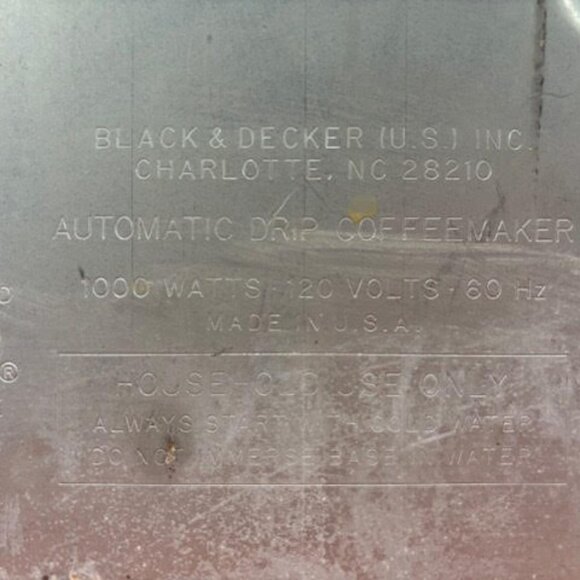 BLACK & DECKER (U.S.) INC.
CHARLOTTE, NC 28210
AUTOMATIC DRIP COFFEEMAKER
1000 WATTS - 120 VOLTS - 60 Hz
MADE IN U.S.A.
HOUSEHOLD USE ONLY
ALWAYS START WITH COLD WATER
DO NOT IMMERSE BASE IN WATER
®